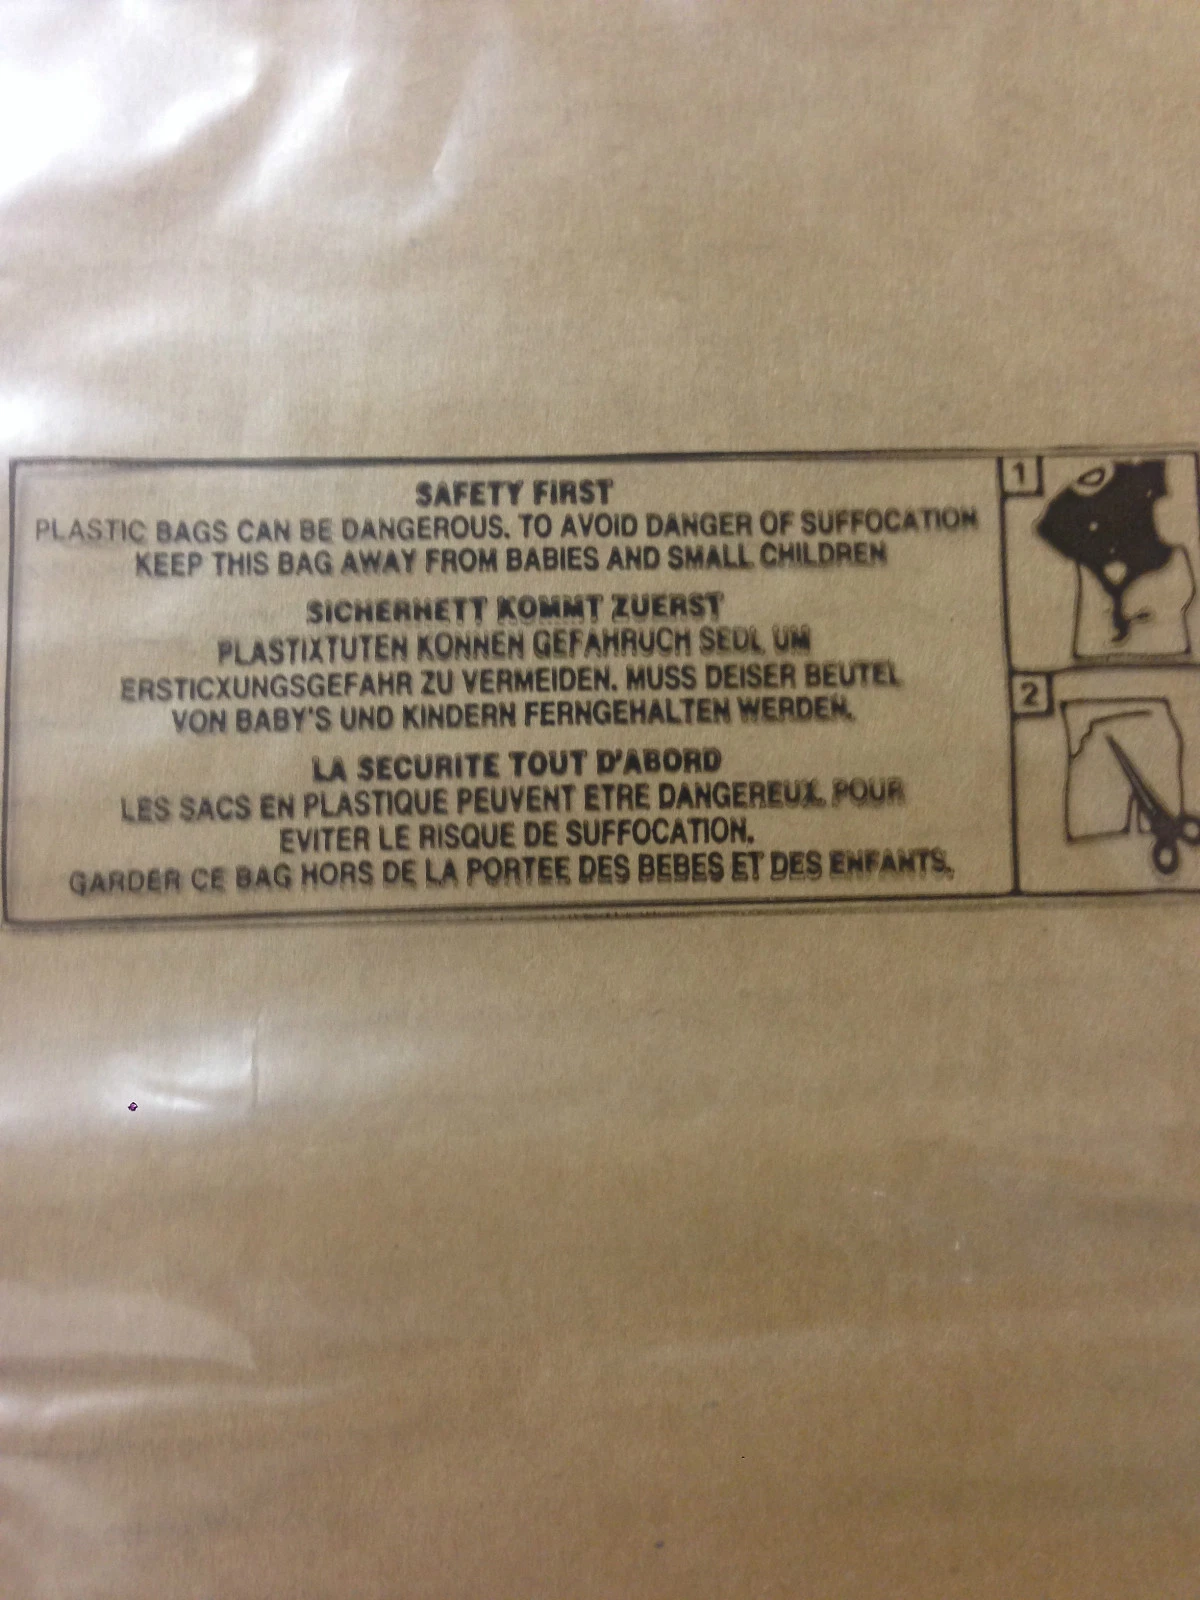 SAFETY FIRST
PLASTIC BAGS CAN BE DANGEROUS. TO AVOID DANGER OF SUFFOCATION
KEEP THIS BAG AWAY FROM BABIES AND SMALL CHILDREN
SICHERHETT KOMMT ZUERST
PLASTIXTUTEN KONNEN GEFAHRUCH SEDL UM
ERSTICXUNGSGEFAHR ZU VERMEIDEN. MUSS DEISER BEUTEL
VON BABY'S UND KINDERN FERNGEHALTEN WERDEN.
LA SECURITE TOUT D'ABORD
LES SACS EN PLASTIQUE PEUVENT ETRE DANGEREUX. POUR
EVITER LE RISQUE DE SUFFOCATION.
GARDER CE BAG HORS DE LA PORTEE DES BEBES ET DES ENFANTS.
1
2